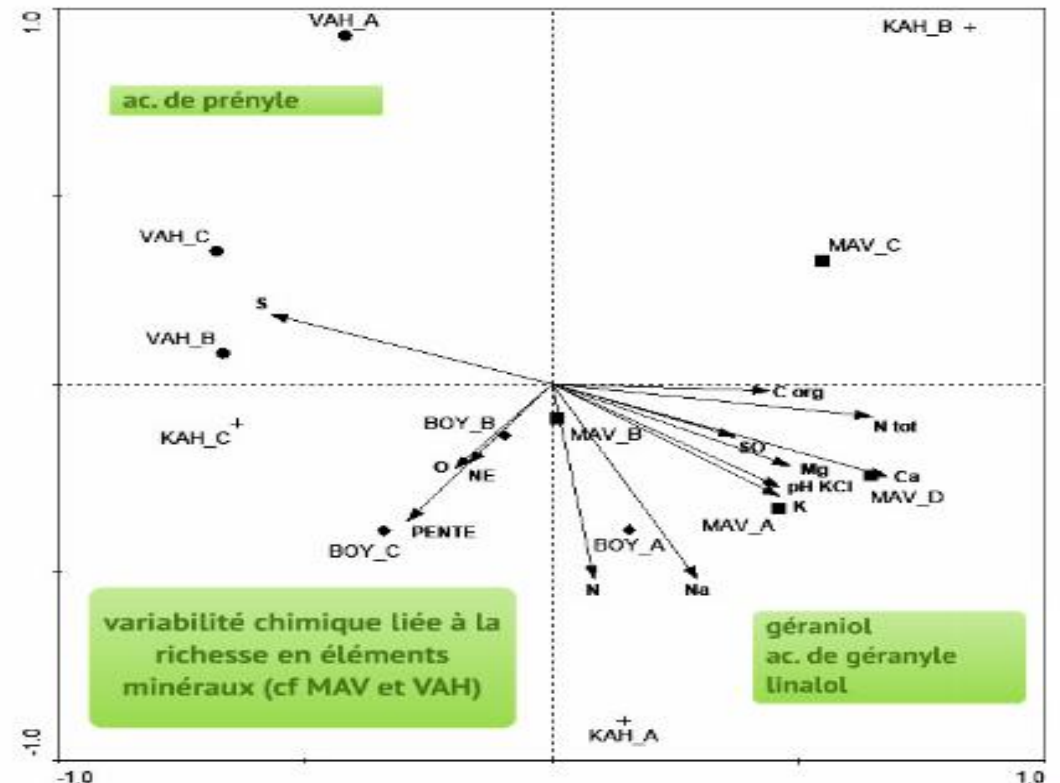 1.0
VAH_A
KAH_B
ac. de prényle
VAH_C
MAV_C
S
VAH_B
C org
KAH_C
BOY_B
MAV_B
N tot
SO
O
NE
Mg
Ca
pH KCl
MAV_D
K
MAV_A
PENTE
BOY_A
BOY_C
N
Na
variabilité chimique liée à la
richesse en éléments
minéraux (cf MAV et VAH)
géraniol
ac. de géranyle
linalol
KAH_A
-1.0
-1.0
1.0